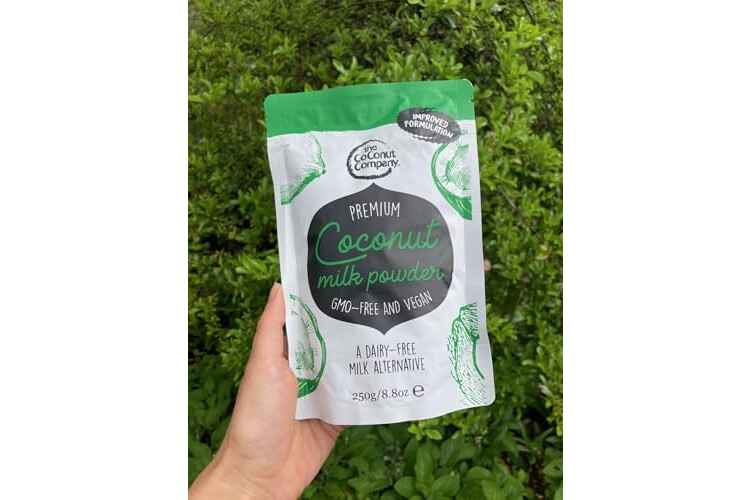 IMPROVED
FORMULATION
the
CoCoNut
CompaNy.
PREMIUM
Coconut
milk powder
GMO-FREE AND VEGAN
A DAIRY-FREE
MILK ALTERNATIVE
250g/8.8oz ℮